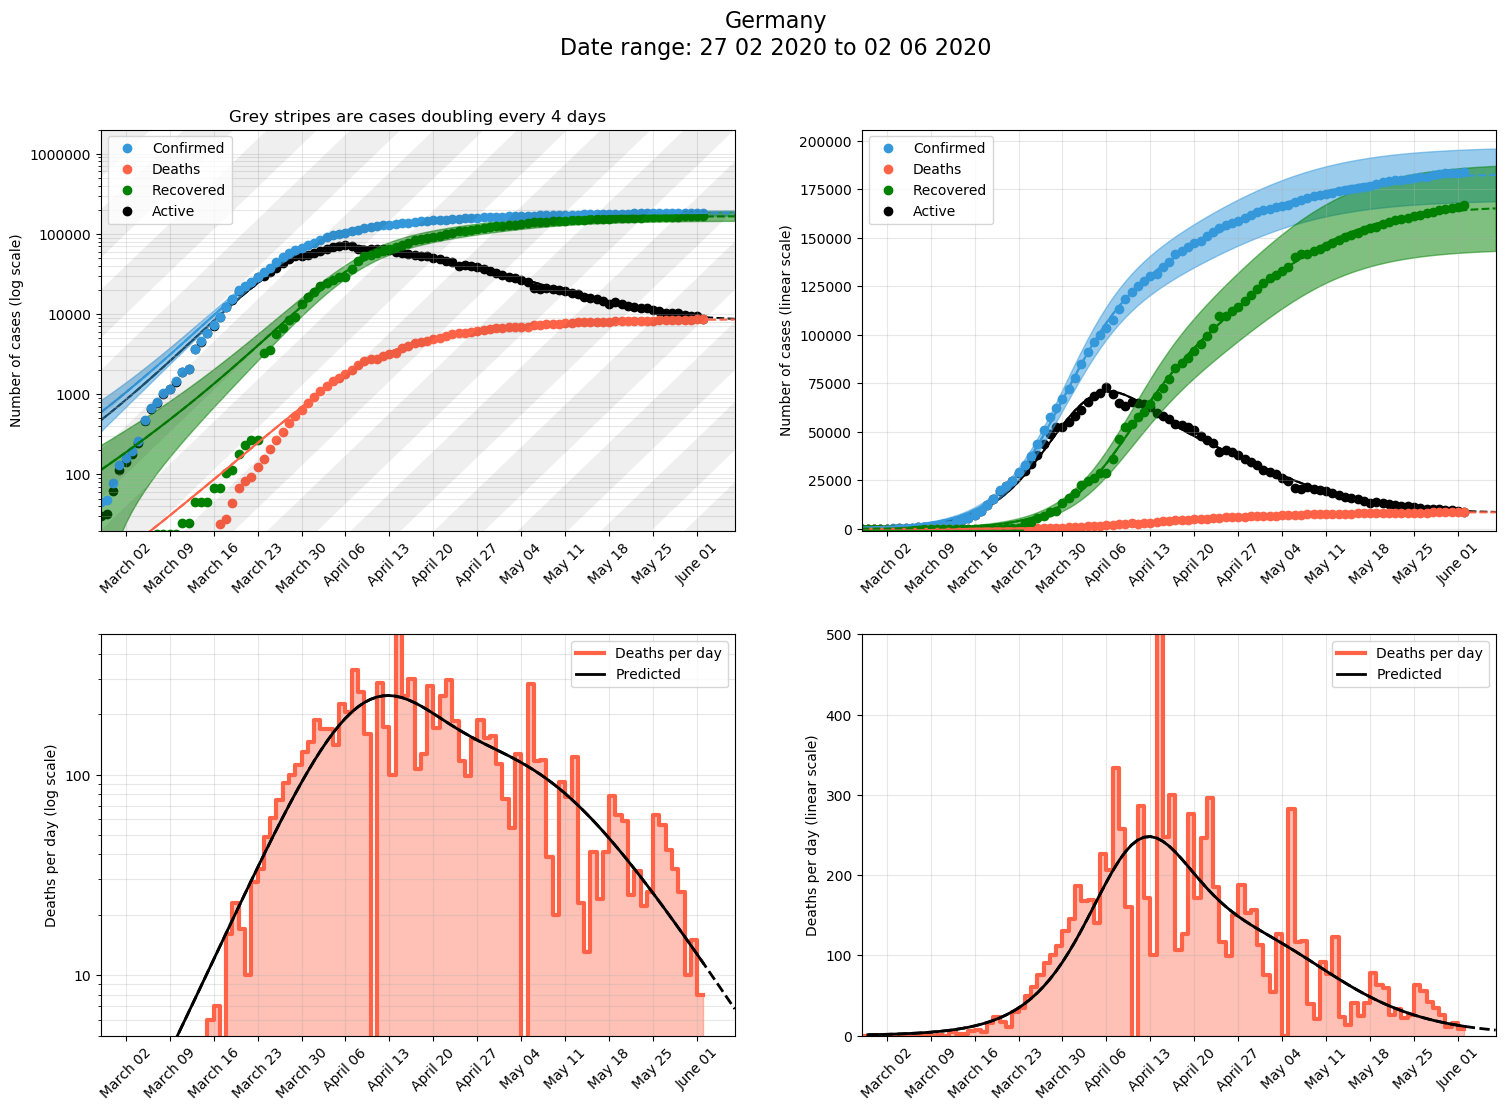 Germany
Date range: 27 02 2020 to 02 06 2020
Grey stripes are cases doubling every 4 days
Number of cases (log scale)
1000000
100000
10000
1000
100
Confirmed
Deaths
Recovered
Active
March 02
March 09
March 16
March 23
March 30
April 06
April 13
April 20
April 27
May 04
May 11
May 18
May 25
June 01
Number of cases (linear scale)
200000
175000
150000
125000
100000
75000
50000
25000
0
Confirmed
Deaths
Recovered
Active
March 02
March 09
March 16
March 23
March 30
April 06
April 13
April 20
April 27
May 04
May 11
May 18
May 25
June 01
Deaths per day (log scale)
100
10
Deaths per day
Predicted
March 02
March 09
March 16
March 23
March 30
April 06
April 13
April 20
April 27
May 04
May 11
May 18
May 25
June 01
Deaths per day (linear scale)
500
400
300
200
100
0
Deaths per day
Predicted
March 02
March 09
March 16
March 23
March 30
April 06
April 13
April 20
April 27
May 04
May 11
May 18
May 25
June 01